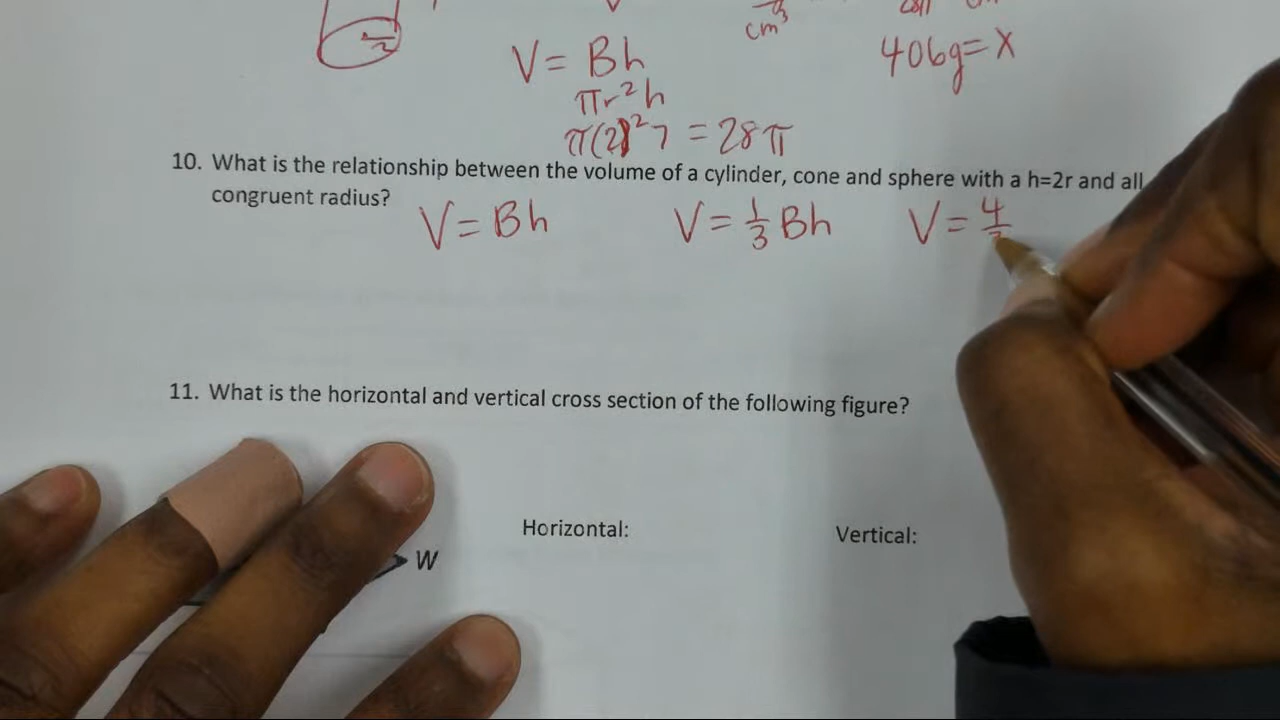 cm³
406g = x
V = Bh
πr²h
π(2)²7 = 28π
10. What is the relationship between the volume of a cylinder, cone and sphere with a h=2r and all
congruent radius?
V = Bh V = 1/3 Bh V = 4
11. What is the horizontal and vertical cross section of the following figure?
Horizontal: Vertical:
W